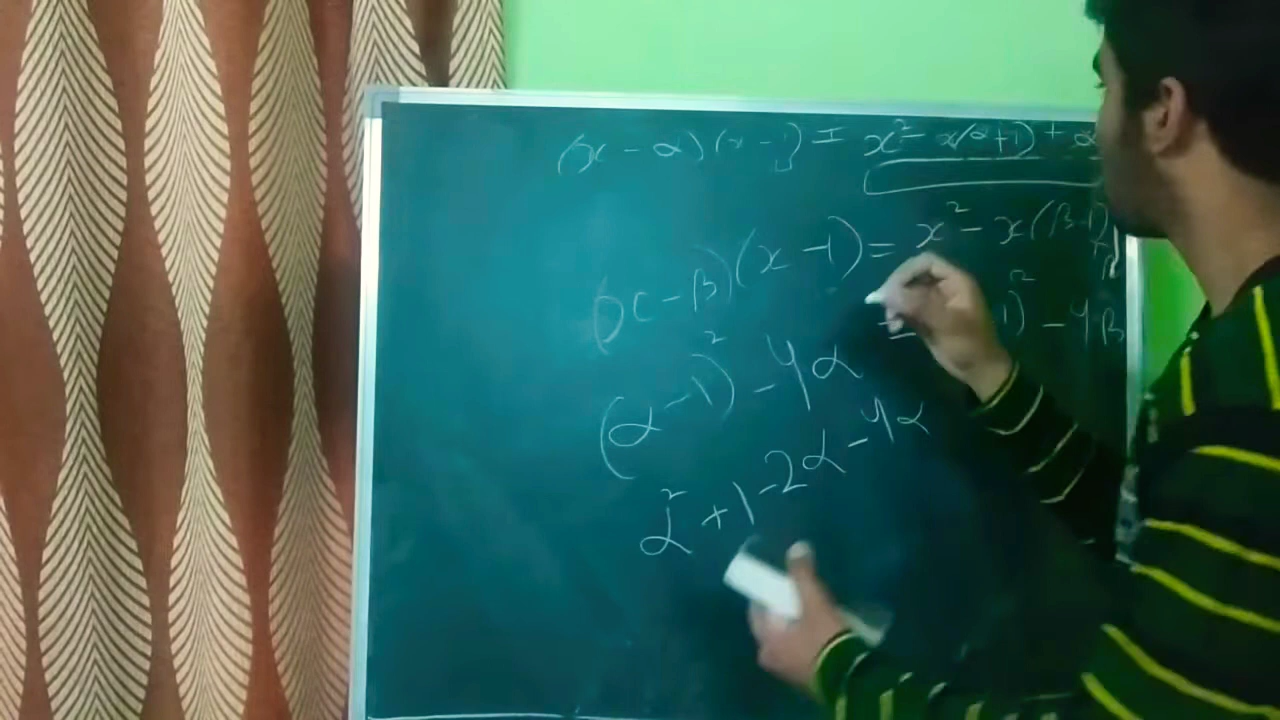 (x - α)(x - 1) = x² - x(α+1) + α
(x - β)(x - 1) = x² - x(β-1)
β
1)² - 4β
(α - 1)² - 4α
α² + 1 - 2α - 4α